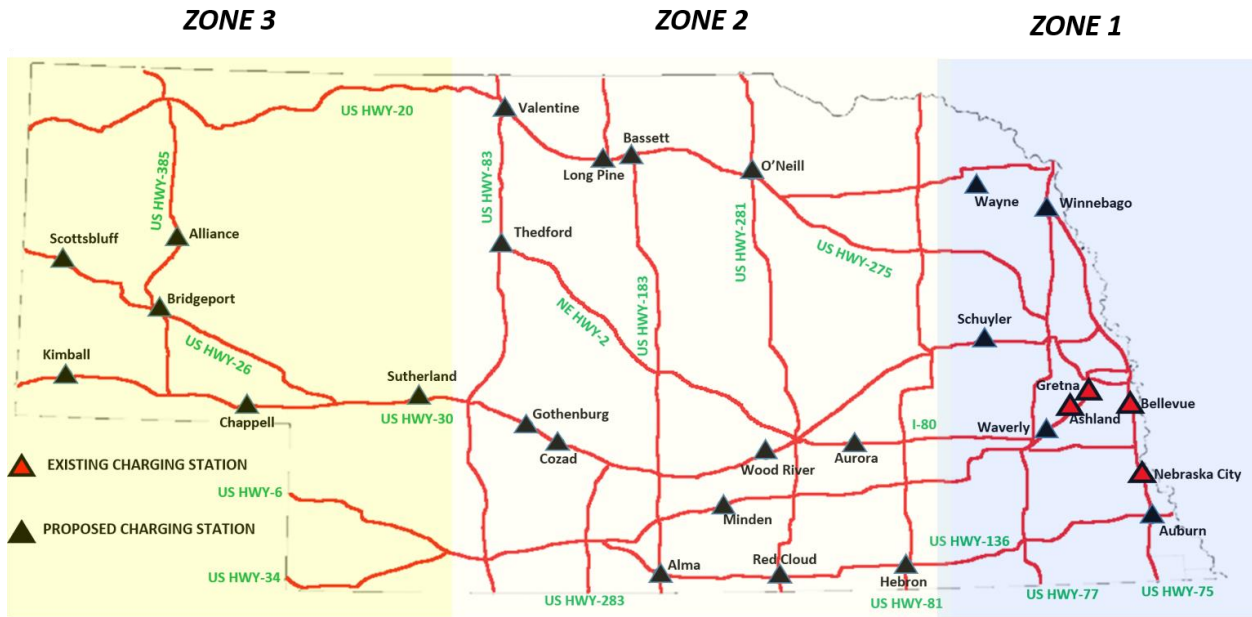 ZONE 3
ZONE 2
ZONE 1
US HWY-20
Valentine
Bassett
Long Pine
O'Neill
US HWY-385
US HWY-83
Wayne
Winnebago
Scottsbluff
Alliance
Thedford
US HWY-281
US HWY-275
Bridgeport
NE HWY-2
US HWY-183
Schuyler
Kimball
US HWY-26
Sutherland
Gretna
Chappell
US HWY-30
Gothenburg
I-80
Bellevue
Ashland
Waverly
Cozad
Wood River
Aurora
EXISTING CHARGING STATION
US HWY-6
Nebraska City
PROPOSED CHARGING STATION
Minden
Auburn
US HWY-136
US HWY-34
Alma
Red Cloud
Hebron
US HWY-283
US HWY-81
US HWY-77
US HWY-75